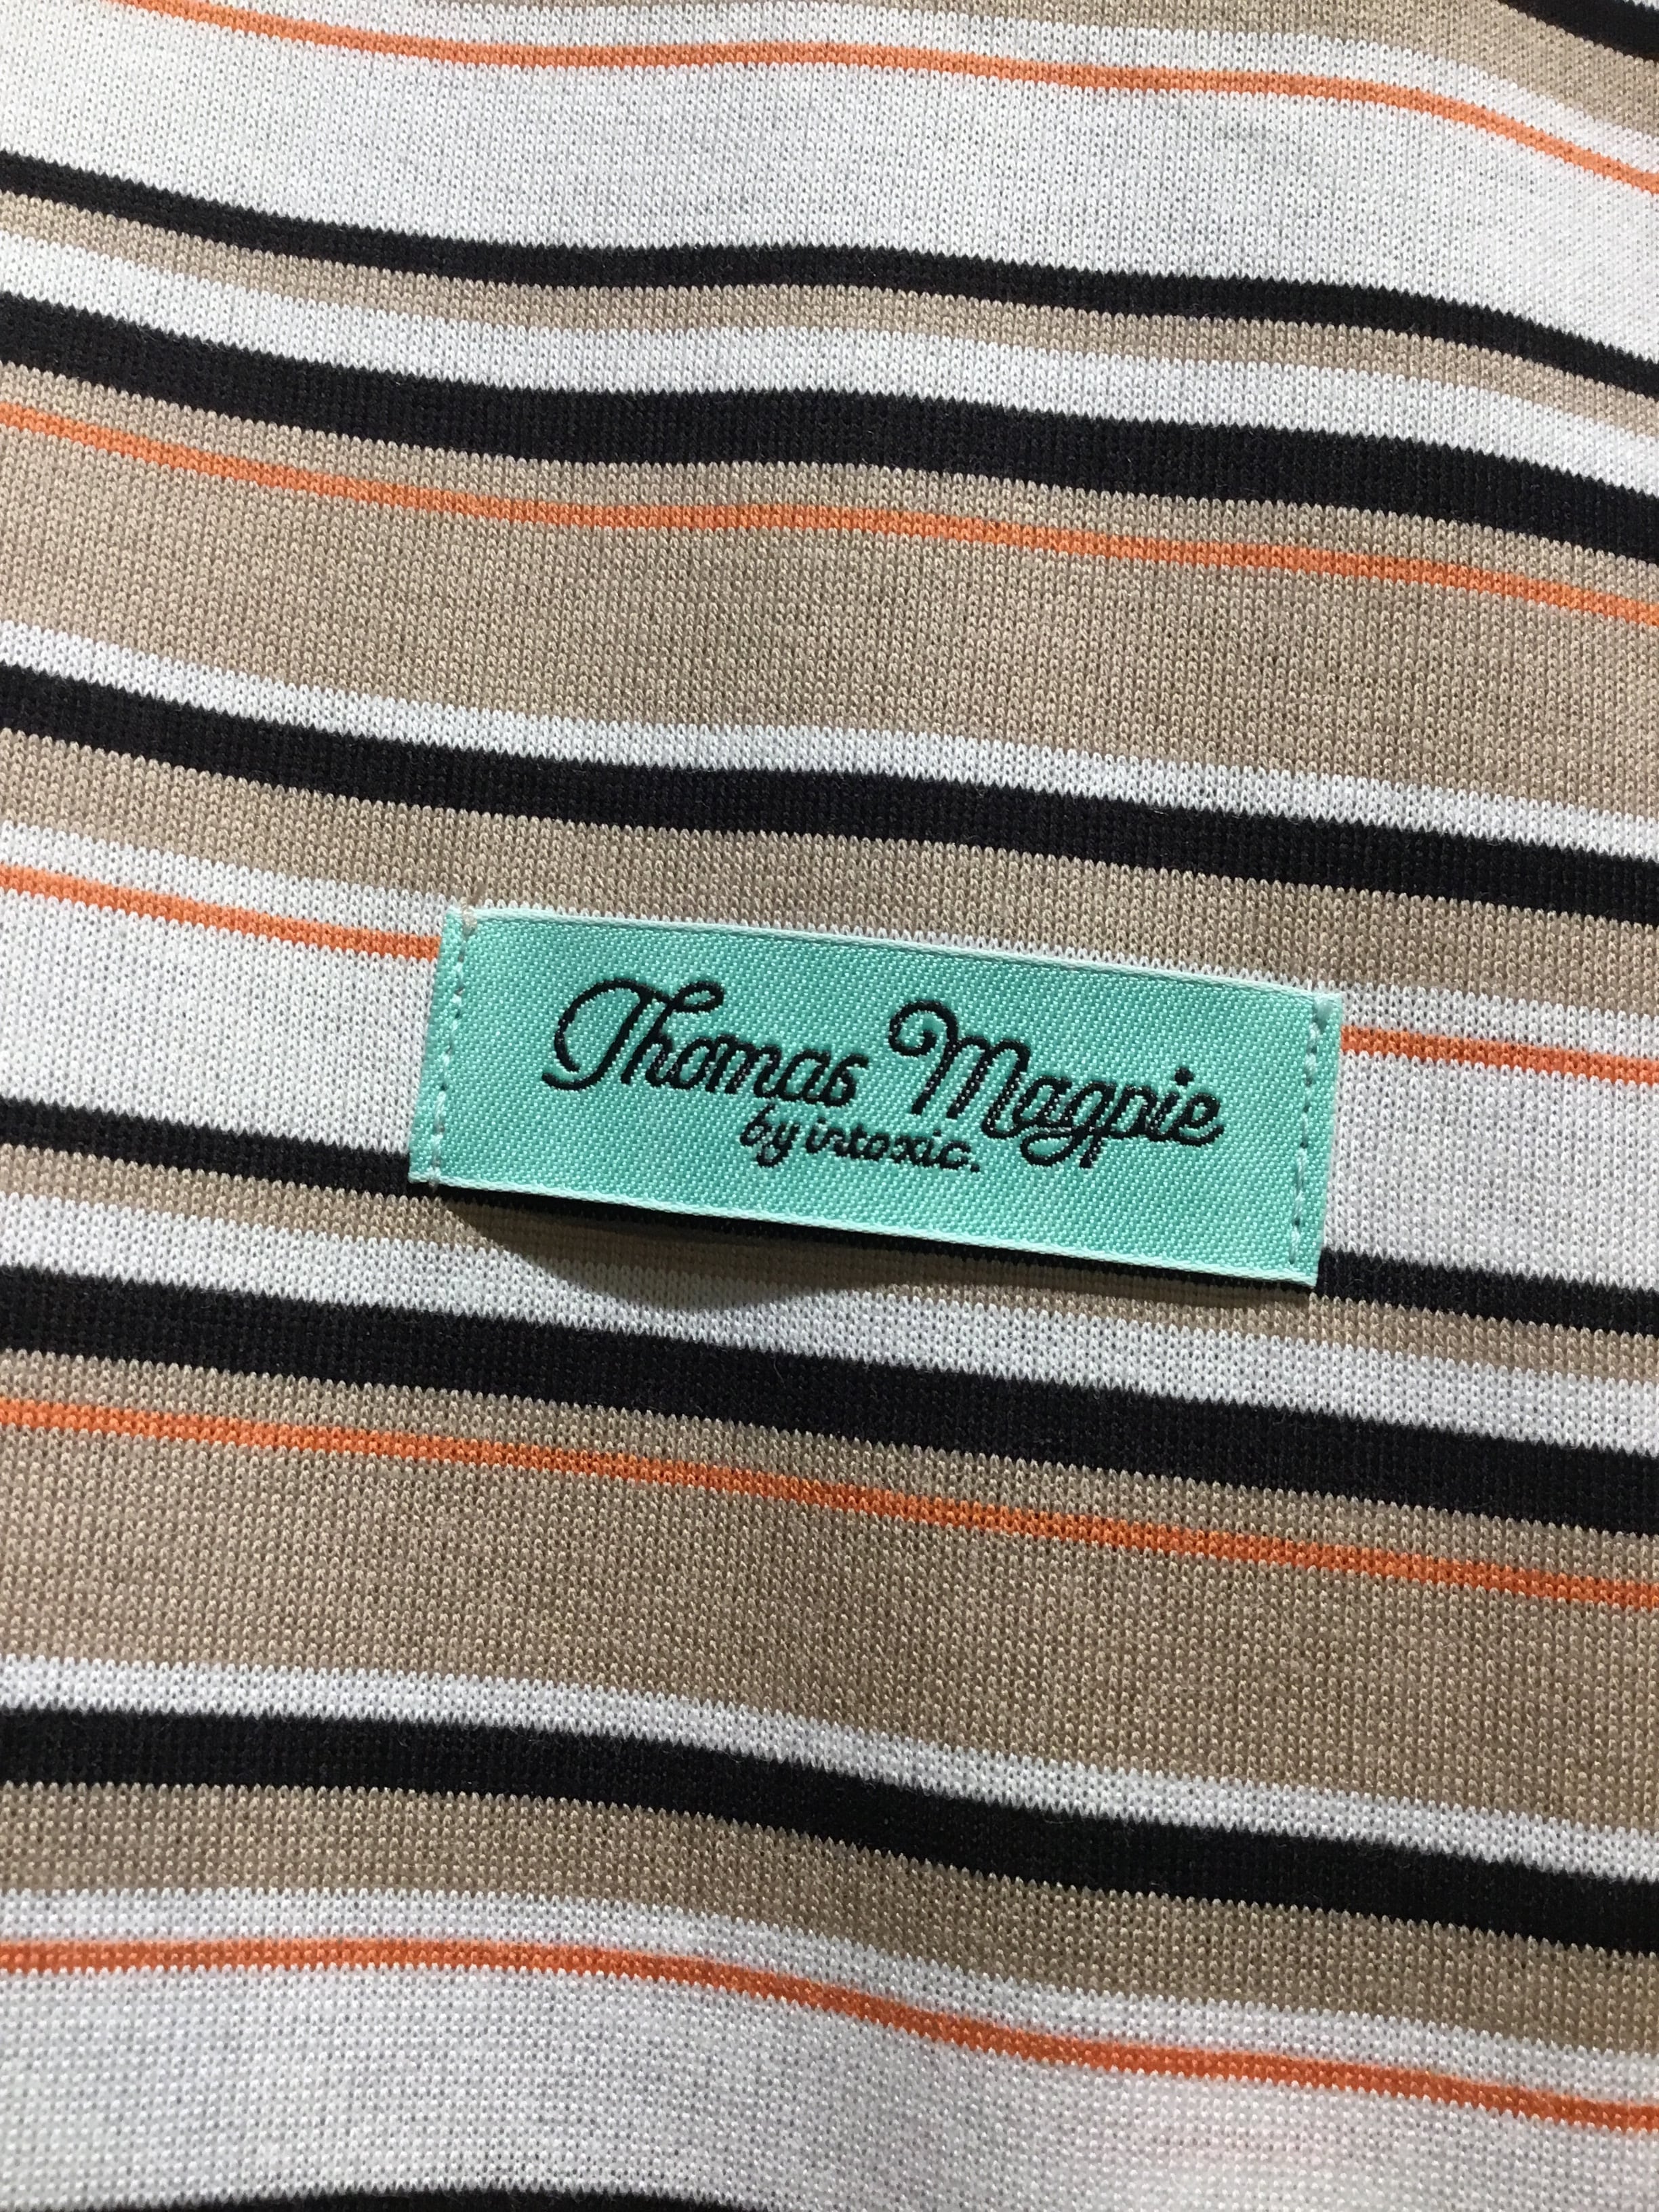 Thomas Magpie
by intoxic.